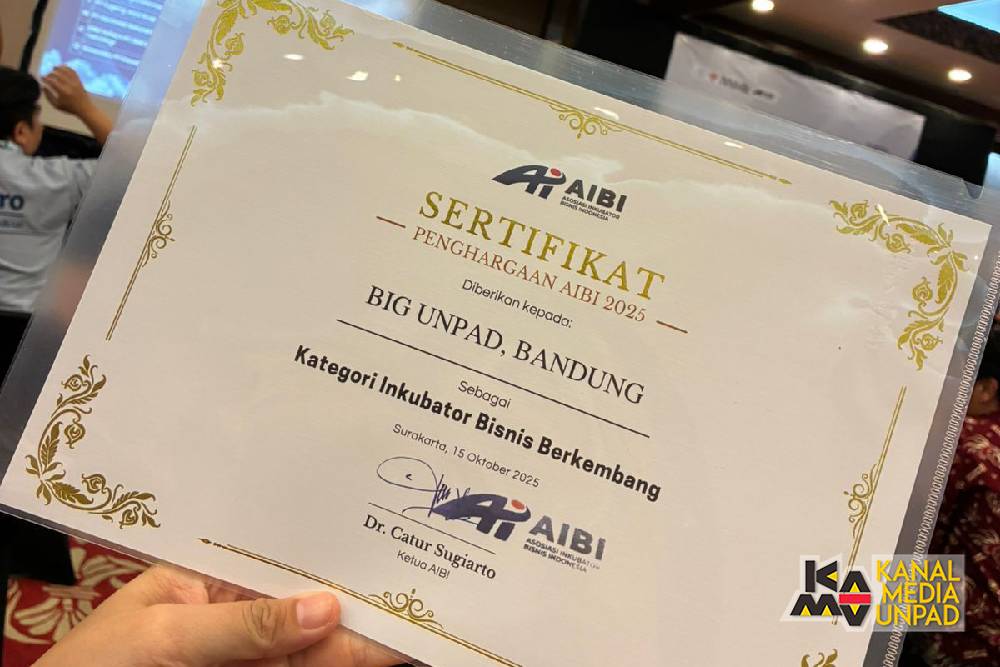 AIBI
ASOSIASI INKUBATOR
BISNIS INDONESIA
SERTIFIKAT
PENGHARGAAN AIBI 2025
Diberikan kepada:
BIG UNPAD, BANDUNG
Sebagai
Kategori Inkubator Bisnis Berkembang
Surakarta, 15 Oktober 2025
AIBI
ASOSIASI INKUBATOR
BISNIS INDONESIA
Dr. Catur Sugiarto
Ketua AIBI
KANAL
MEDIA
UNPAD